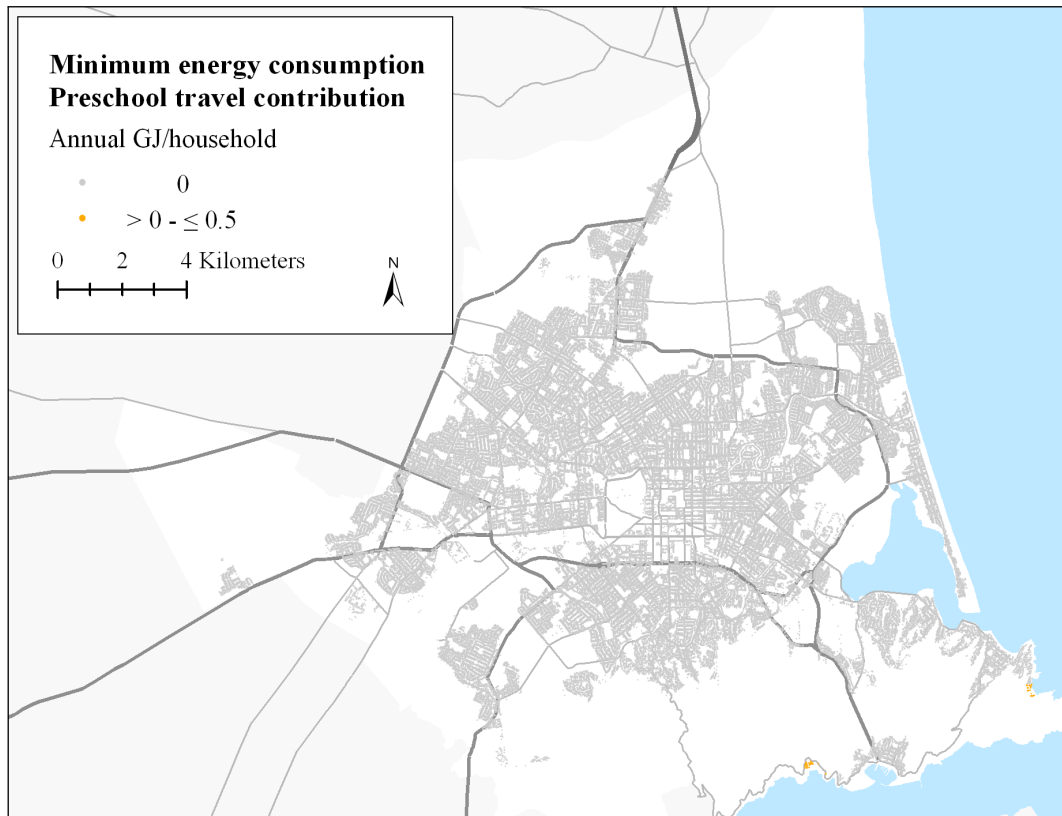 Minimum energy consumption
Preschool travel contribution
Annual GJ/household
0
> 0 - ≤ 0.5
0 2 4 Kilometers
N